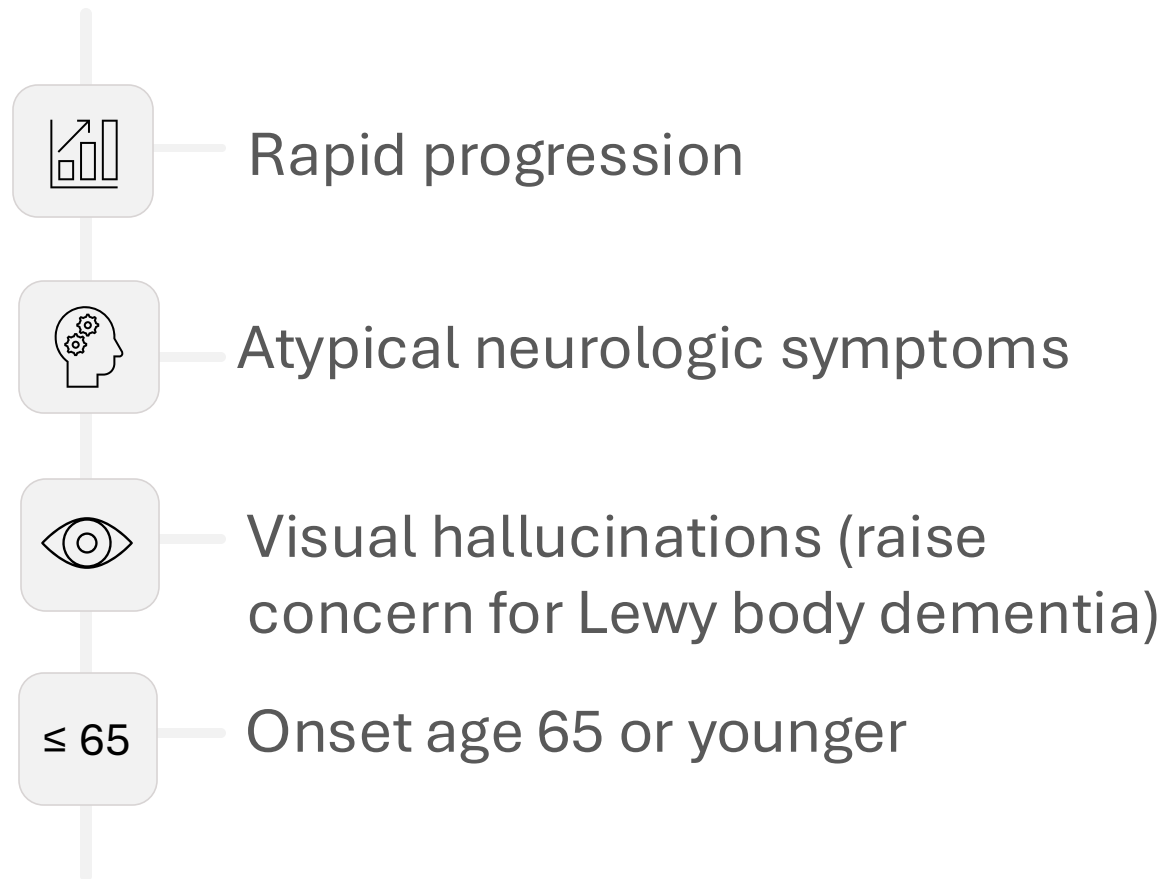 Rapid progression
Atypical neurologic symptoms
Visual hallucinations (raise
concern for Lewy body dementia)
≤ 65
Onset age 65 or younger